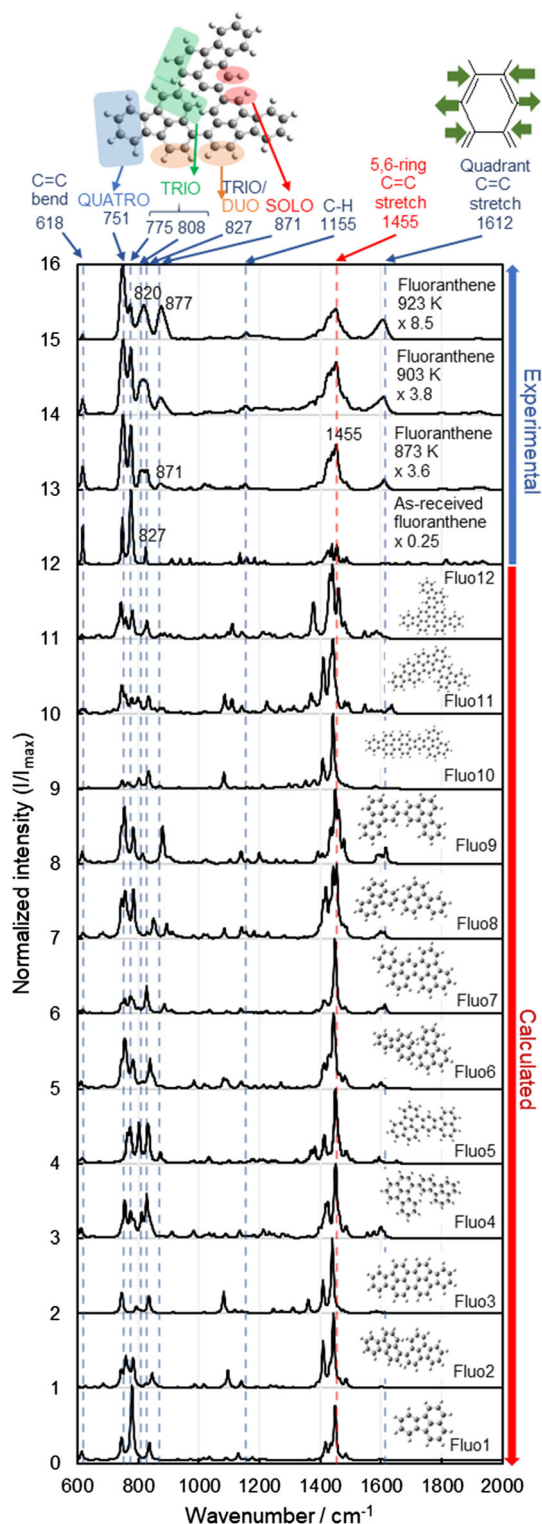 C=C
bend
618
QUATRO
751
TRIO
775 808
TRIO/
DUO
827
SOLO
871
C-H
1155
5,6-ring
C=C
stretch
1455
Quadrant
C=C
stretch
1612
16
820
877
Fluoranthene
923 K
x 8.5
15
Fluoranthene
903 K
x 3.8
14
1455
Fluoranthene
873 K
x 3.6
871
13
As-received
fluoranthene
x 0.25
827
12
Experimental
Fluo12
11
Fluo11
10
Fluo10
9
Fluo9
8
Fluo8
7
Fluo7
6
Fluo6
5
Fluo5
4
Fluo4
3
Fluo3
2
Fluo2
1
Fluo1
0
Calculated
Normalized intensity (I/Imax)
600 800 1000 1200 1400 1600 1800 2000
Wavenumber / cm-1